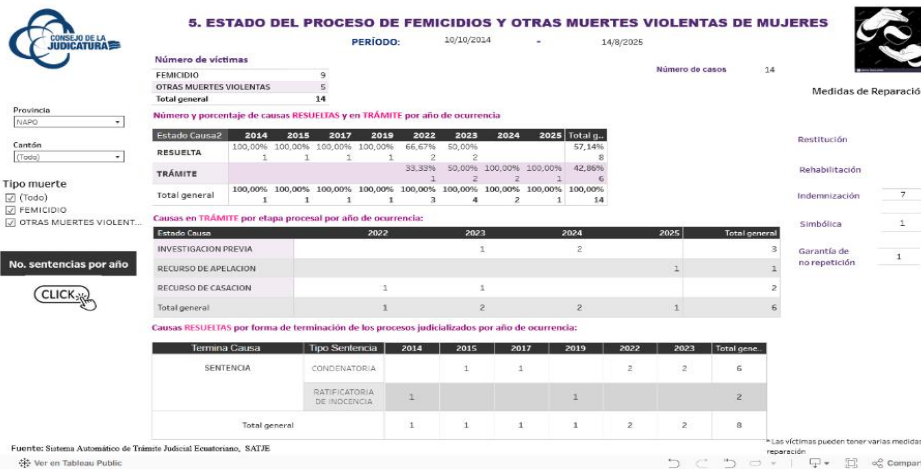 CONSEJO DE LA
JUDICATURA
5. ESTADO DEL PROCESO DE FEMICIDIOS Y OTRAS MUERTES VIOLENTAS DE MUJERES
PERÍODO: 10/10/2014 - 14/8/2025
Número de víctimas
FEMICIDIO 9
OTRAS MUERTES VIOLENTAS 5
Total general 14
Número de casos 14
Medidas de Reparació
Provincia
NAPO
Cantón
(Todo)
Tipo muerte
(Todo)
FEMICIDIO
OTRAS MUERTES VIOLENT...
No. sentencias por año
CLICK
Número y porcentaje de causas RESUELTAS y en TRÁMITE por año de ocurrencia
Estado Causa2 2014 2015 2017 2019 2022 2023 2024 2025 Total g..
RESUELTA 100,00% 100,00% 100,00% 100,00% 66,67% 50,00% 57,14%
1 1 1 1 2 2 8
TRÁMITE 33,33% 50,00% 100,00% 100,00% 42,86%
1 2 2 1 6
Total general 100,00% 100,00% 100,00% 100,00% 100,00% 100,00% 100,00% 100,00% 100,00%
1 1 1 1 3 4 2 1 14
Causas en TRÁMITE por etapa procesal por año de ocurrencia:
Estado Causa 2022 2023 2024 2025 Total general
INVESTIGACION PREVIA 1 2 3
RECURSO DE APELACION 1 1
RECURSO DE CASACION 1 1 2
Total general 1 2 2 1 6
Causas RESUELTAS por forma de terminación de los procesos judicializados por año de ocurrencia:
Termina Causa Tipo Sentencia 2014 2015 2017 2019 2022 2023 Total gene..
SENTENCIA CONDENATORIA 1 1 2 2 6
RATIFICATORIA
DE INOCENCIA 1 1 2
Total general 1 1 1 1 2 2 8
Restitución
Rehabilitación
Indemnización 7
Simbólica 1
Garantía de
no repetición 1
* Las víctimas pueden tener varias medidas
reparación
Fuente: Sistema Automático de Trámite Judicial Ecuatoriano, SATJE
Ver en Tableau Public
Compart